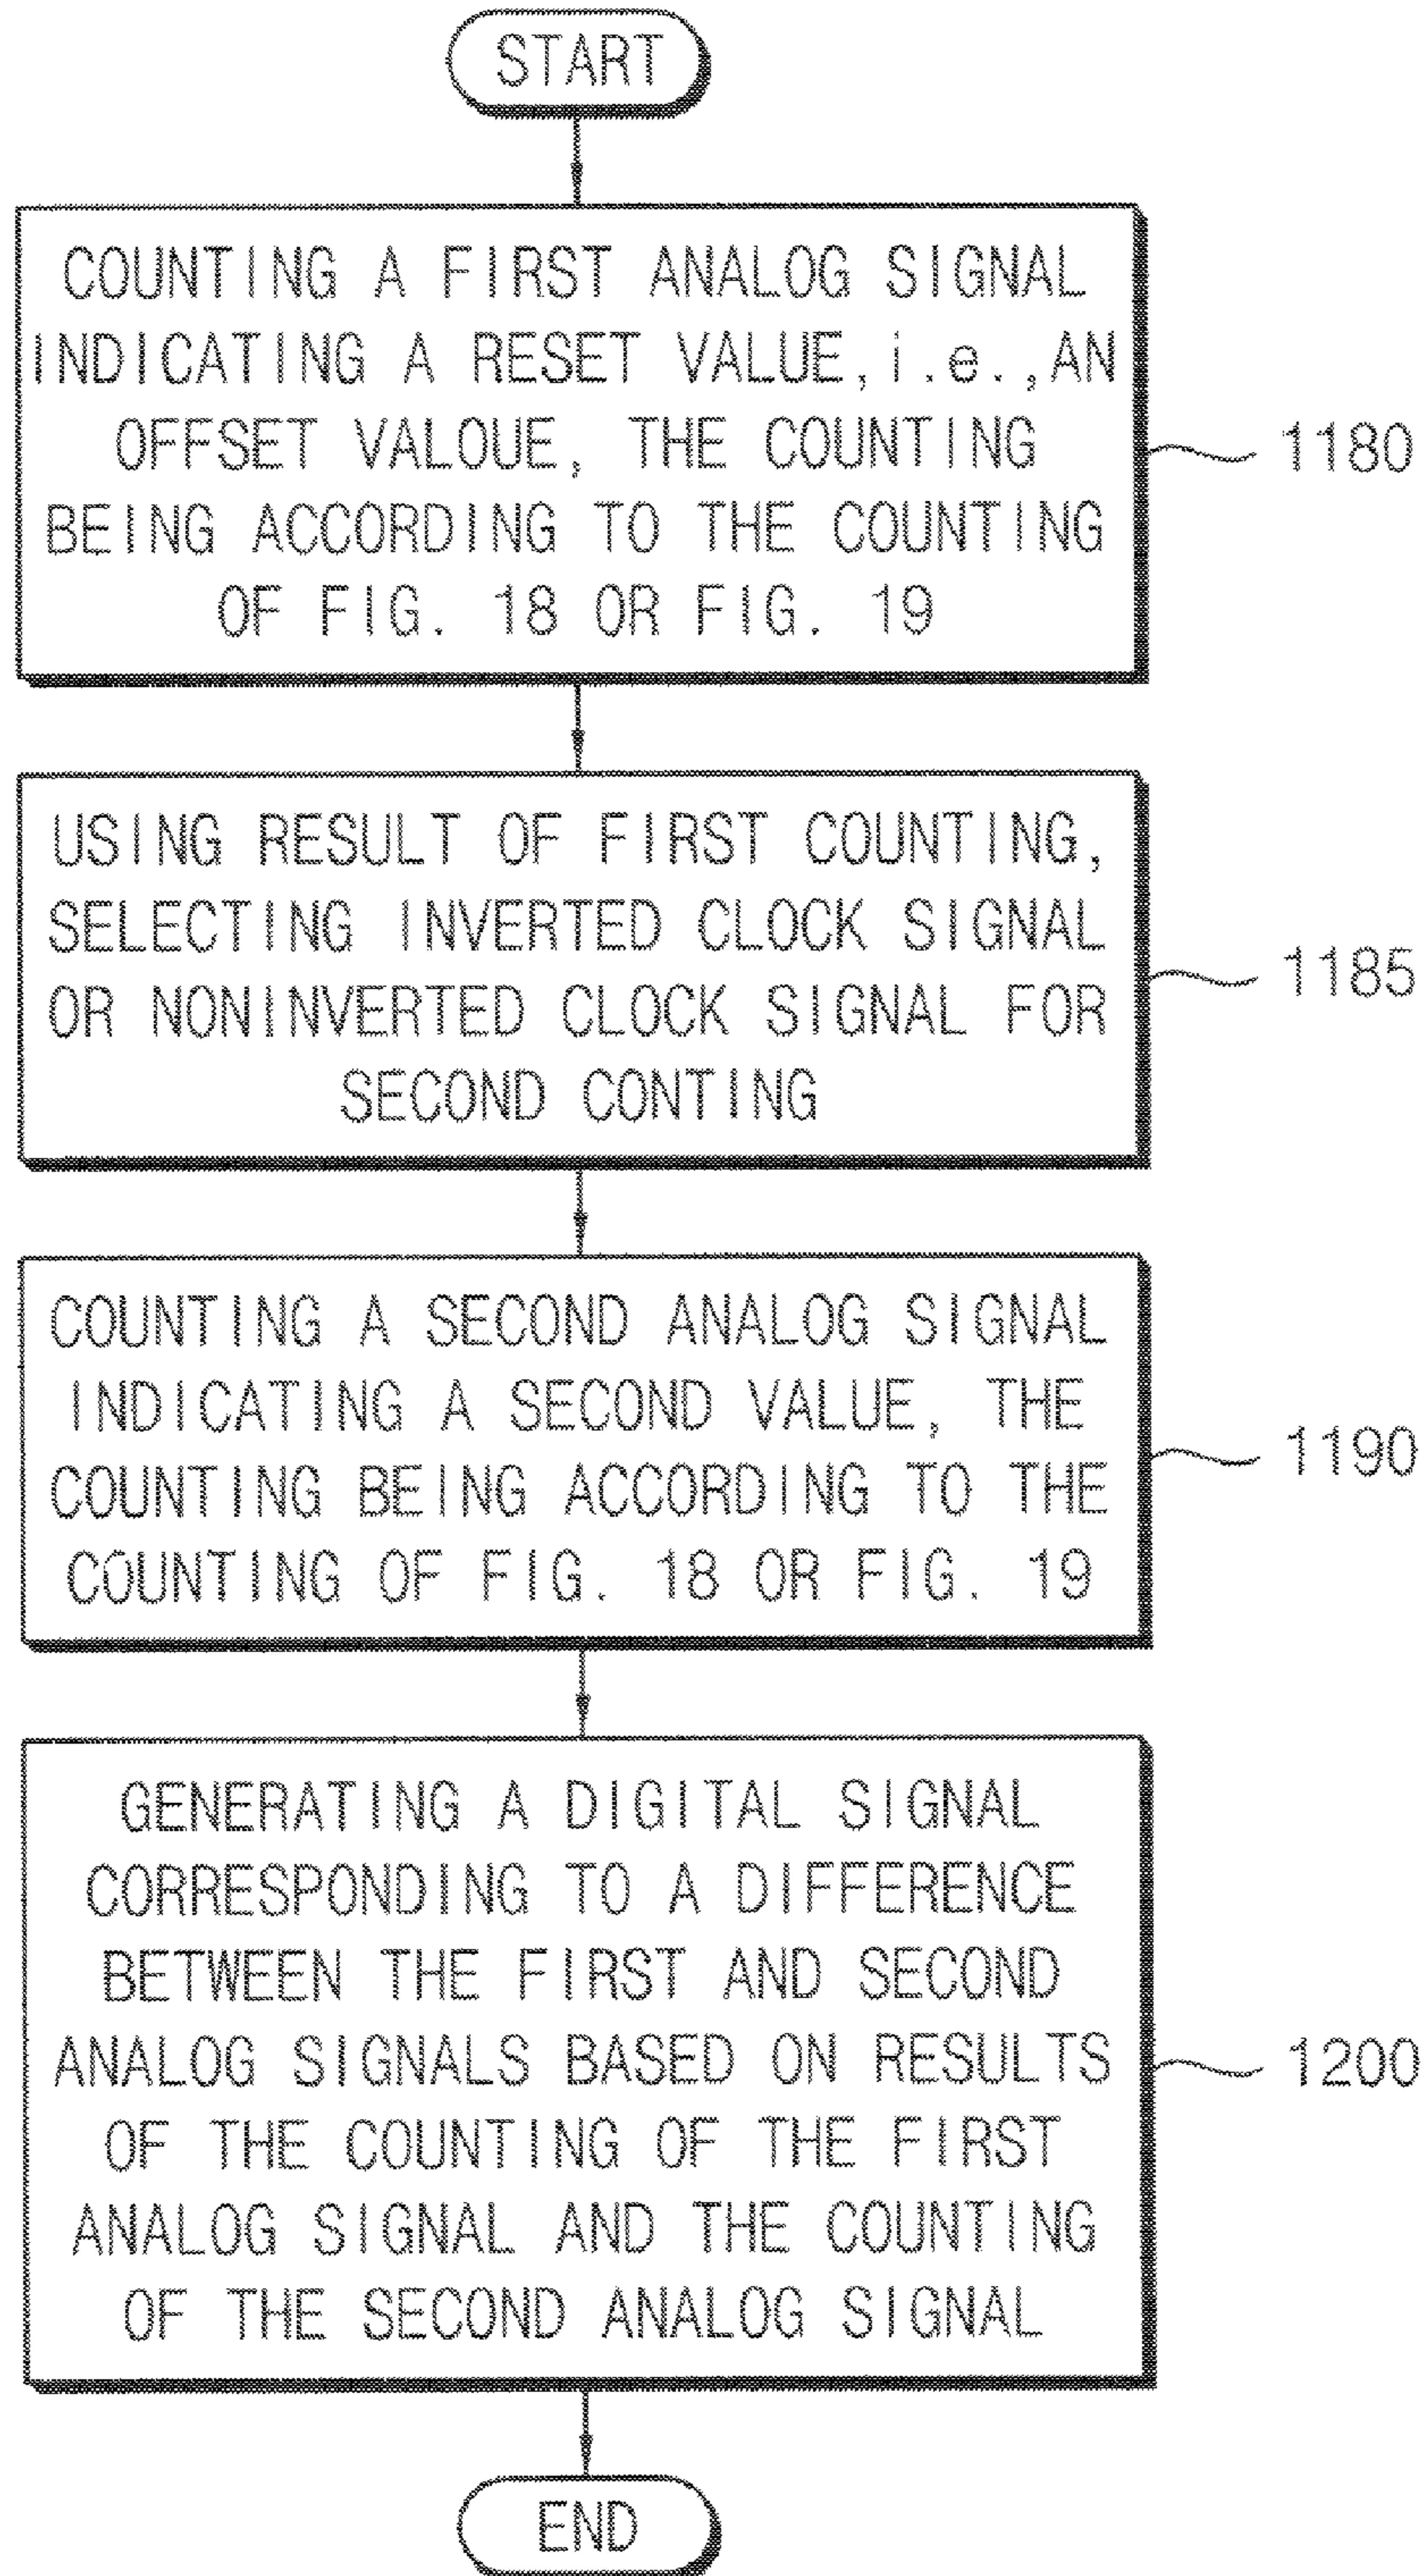 START
COUNTING A FIRST ANALOG SIGNAL
INDICATING A RESET VALUE, i.e., AN
OFFSET VALOUE, THE COUNTING
BEING ACCORDING TO THE COUNTING
OF FIG. 18 OR FIG. 19
1180
USING RESULT OF FIRST COUNTING,
SELECTING INVERTED CLOCK SIGNAL
OR NONINVERTED CLOCK SIGNAL FOR
SECOND CONTING
1185
COUNTING A SECOND ANALOG SIGNAL
INDICATING A SECOND VALUE, THE
COUNTING BEING ACCORDING TO THE
COUNTING OF FIG. 18 OR FIG. 19
1190
GENERATING A DIGITAL SIGNAL
CORRESPONDING TO A DIFFERENCE
BETWEEN THE FIRST AND SECOND
ANALOG SIGNALS BASED ON RESULTS
OF THE COUNTING OF THE FIRST
ANALOG SIGNAL AND THE COUNTING
OF THE SECOND ANALOG SIGNAL
1200
END